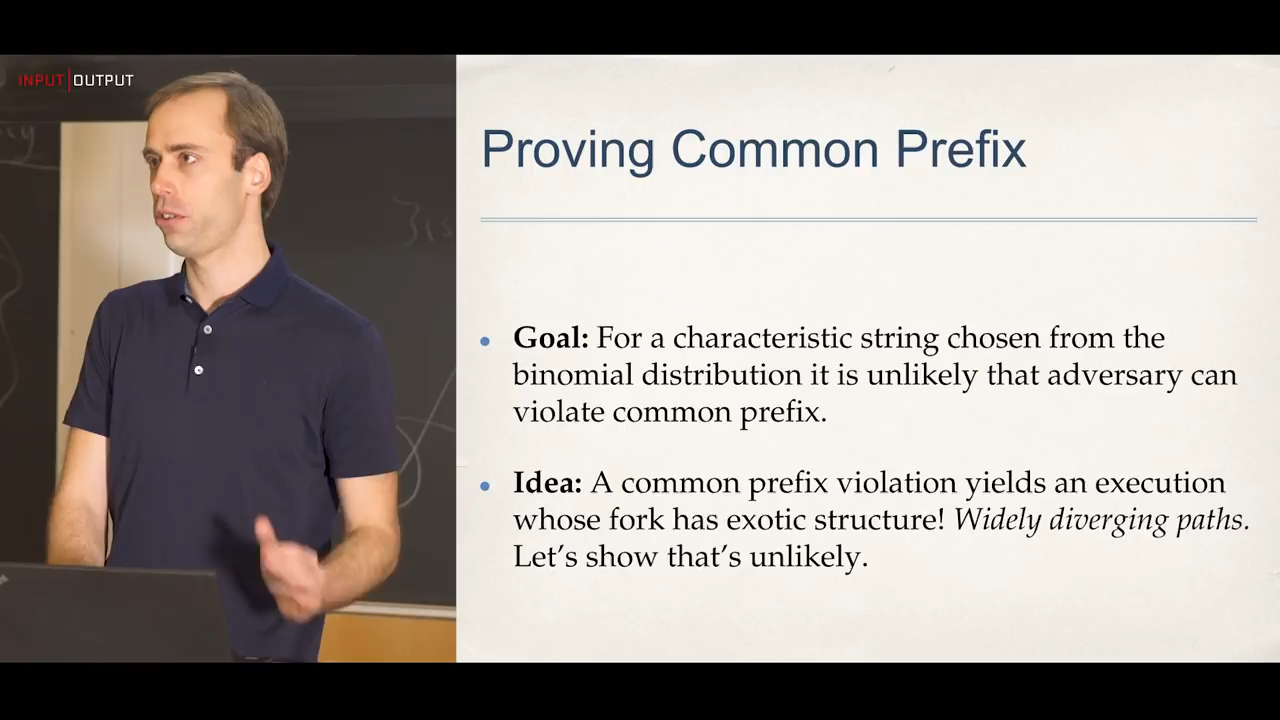 INPUT|OUTPUT
Proving Common Prefix
• Goal: For a characteristic string chosen from the
binomial distribution it is unlikely that adversary can
violate common prefix.
• Idea: A common prefix violation yields an execution
whose fork has exotic structure! Widely diverging paths.
Let's show that's unlikely.